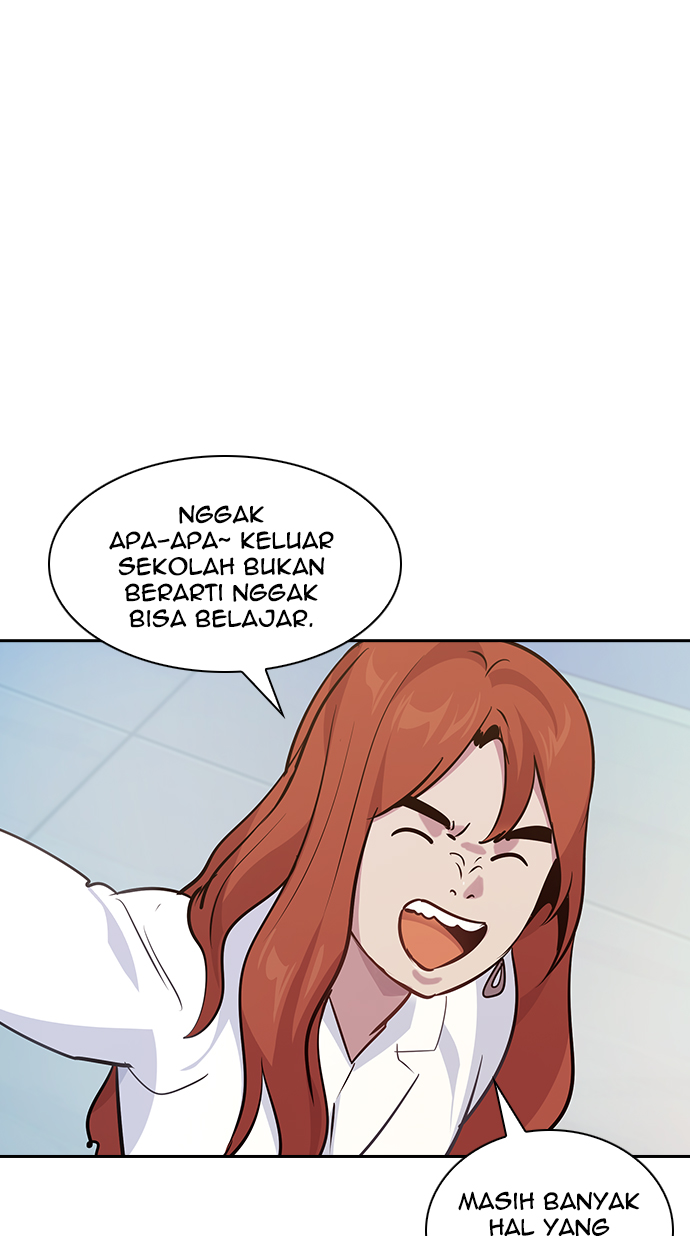 NGGAK
APA-APA~ KELUAR
SEKOLAH BUKAN
BERARTI NGGAK
BISA BELAJAR.
MASIH BANYAK
HAL YANG